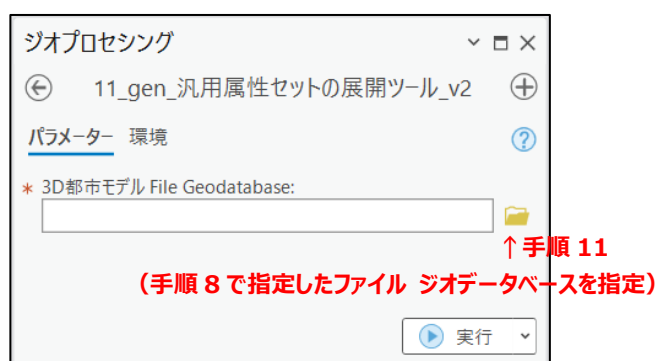 ジオプロセシング
11_gen_汎用属性セットの展開ツール_v2
パラメーター 環境
* 3D都市モデル File Geodatabase:
↑手順 11
（手順 8 で指定したファイル ジオデータベースを指定）
実行